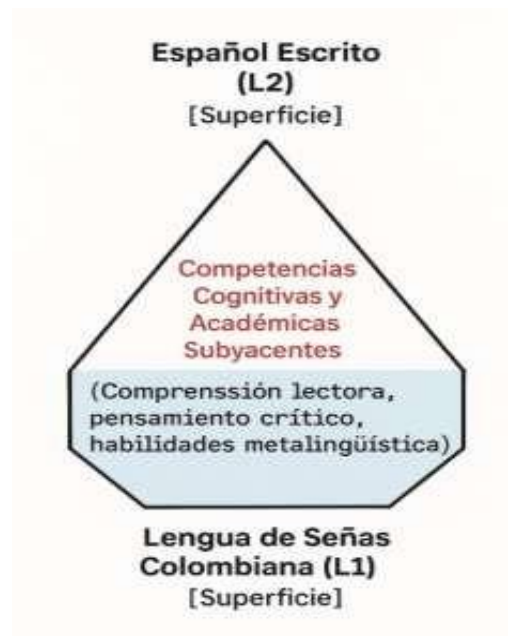 Español Escrito
(L2)
[Superficie]
Competencias
Cognitivas y
Académicas
Subyacentes
(Comprenssión lectora,
pensamiento crítico,
habilidades metalingüística)
Lengua de Señas
Colombiana (L1)
[Superficie]